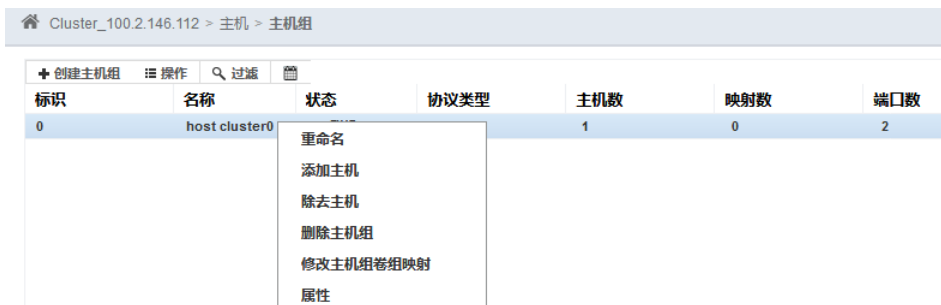 Cluster_100.2.146.112 > 主机 > 主机组
创建主机组 操作 过滤
标识 名称 状态 协议类型 主机数 映射数 端口数
0 host cluster0 1 0 2
重命名
添加主机
除去主机
删除主机组
修改主机组卷组映射
属性